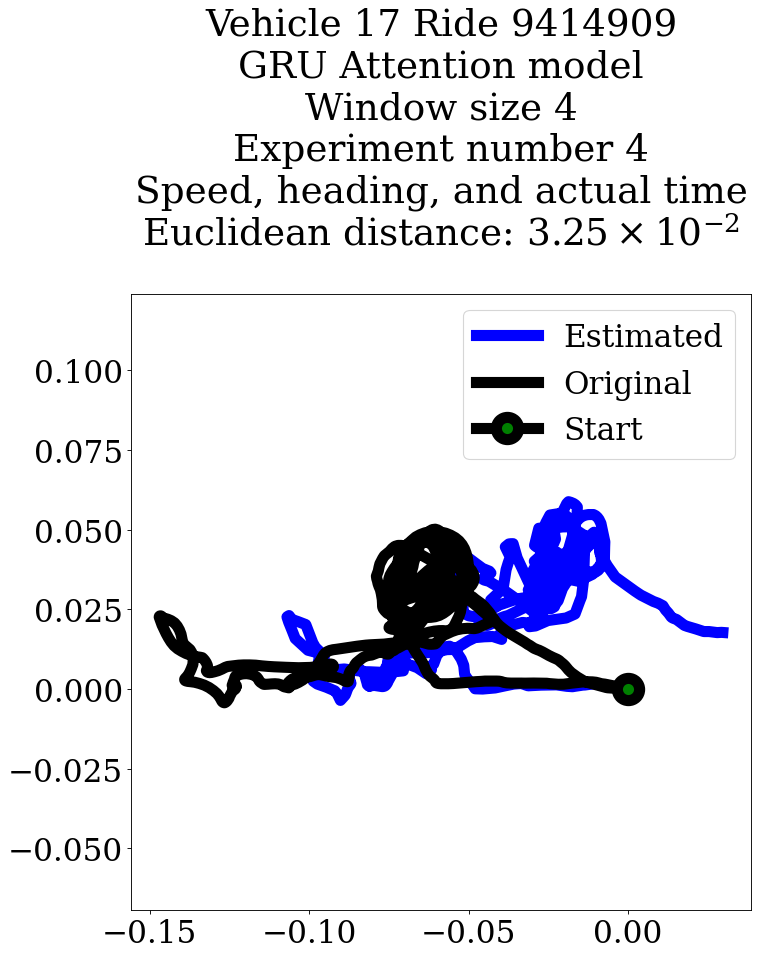 Vehicle 17 Ride 9414909
GRU Attention model
Window size 4
Experiment number 4
Speed, heading, and actual time
Euclidean distance: 3.25 × 10⁻²
Estimated
Original
Start
0.100
0.075
0.050
0.025
0.000
−0.025
−0.050
−0.15
−0.10
−0.05
0.00